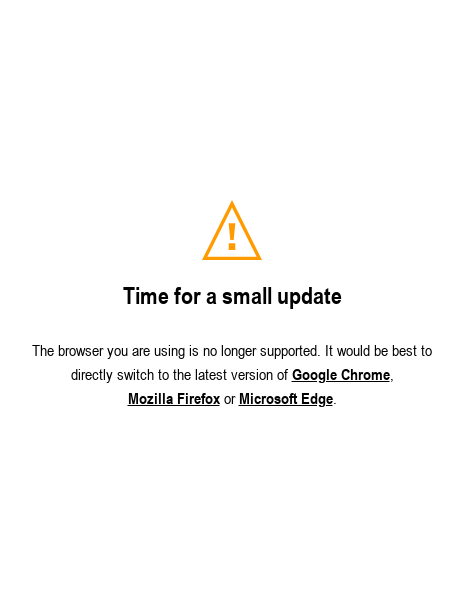 !
Time for a small update
The browser you are using is no longer supported. It would be best to
directly switch to the latest version of Google Chrome,
Mozilla Firefox or Microsoft Edge.